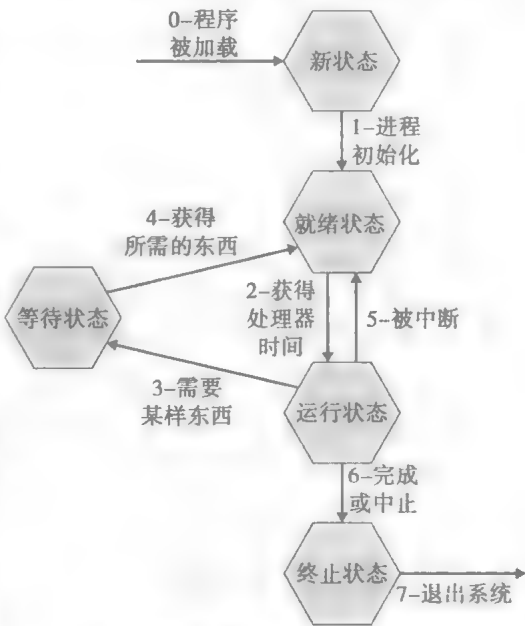 0-程序
被加载
新状态
1-进程
初始化
就绪状态
4-获得
所需的东西
2-获得
处理器
时间
5-被中断
等待状态
3-需要
某样东西
运行状态
6-完成
或中止
终止状态
7-退出系统